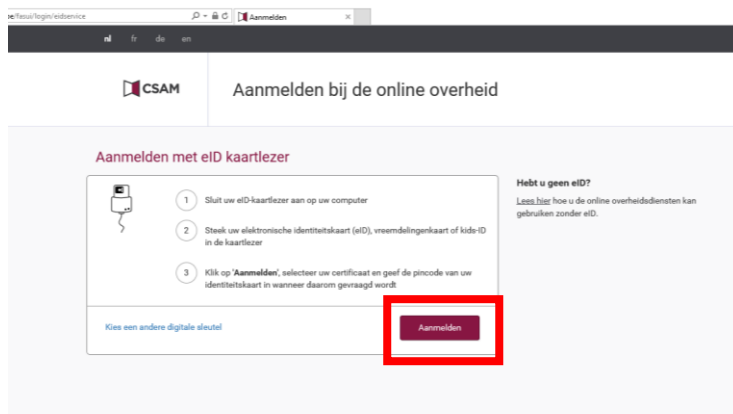 be/fasui/login/eidservice
Aanmelden
nl fr de en
CSAM
Aanmelden bij de online overheid
Aanmelden met eID kaartlezer
1 Sluit uw eID-kaartlezer aan op uw computer
2 Steek uw elektronische identiteitskaart (eID), vreemdelingenkaart of kids-ID
in de kaartlezer
3 Klik op 'Aanmelden', selecteer uw certificaat en geef de pincode van uw
identiteitskaart in wanneer daarom gevraagd wordt
Kies een andere digitale sleutel
Aanmelden
Hebt u geen eID?
Lees hier hoe u de online overheidsdiensten kan
gebruiken zonder eID.